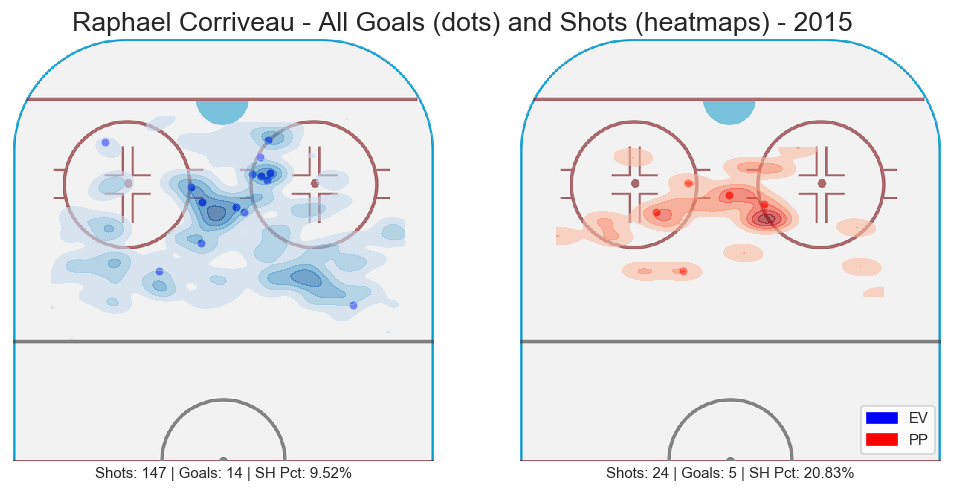 Raphael Corriveau - All Goals (dots) and Shots (heatmaps) - 2015
EV
PP
Shots: 147 | Goals: 14 | SH Pct: 9.52%
Shots: 24 | Goals: 5 | SH Pct: 20.83%